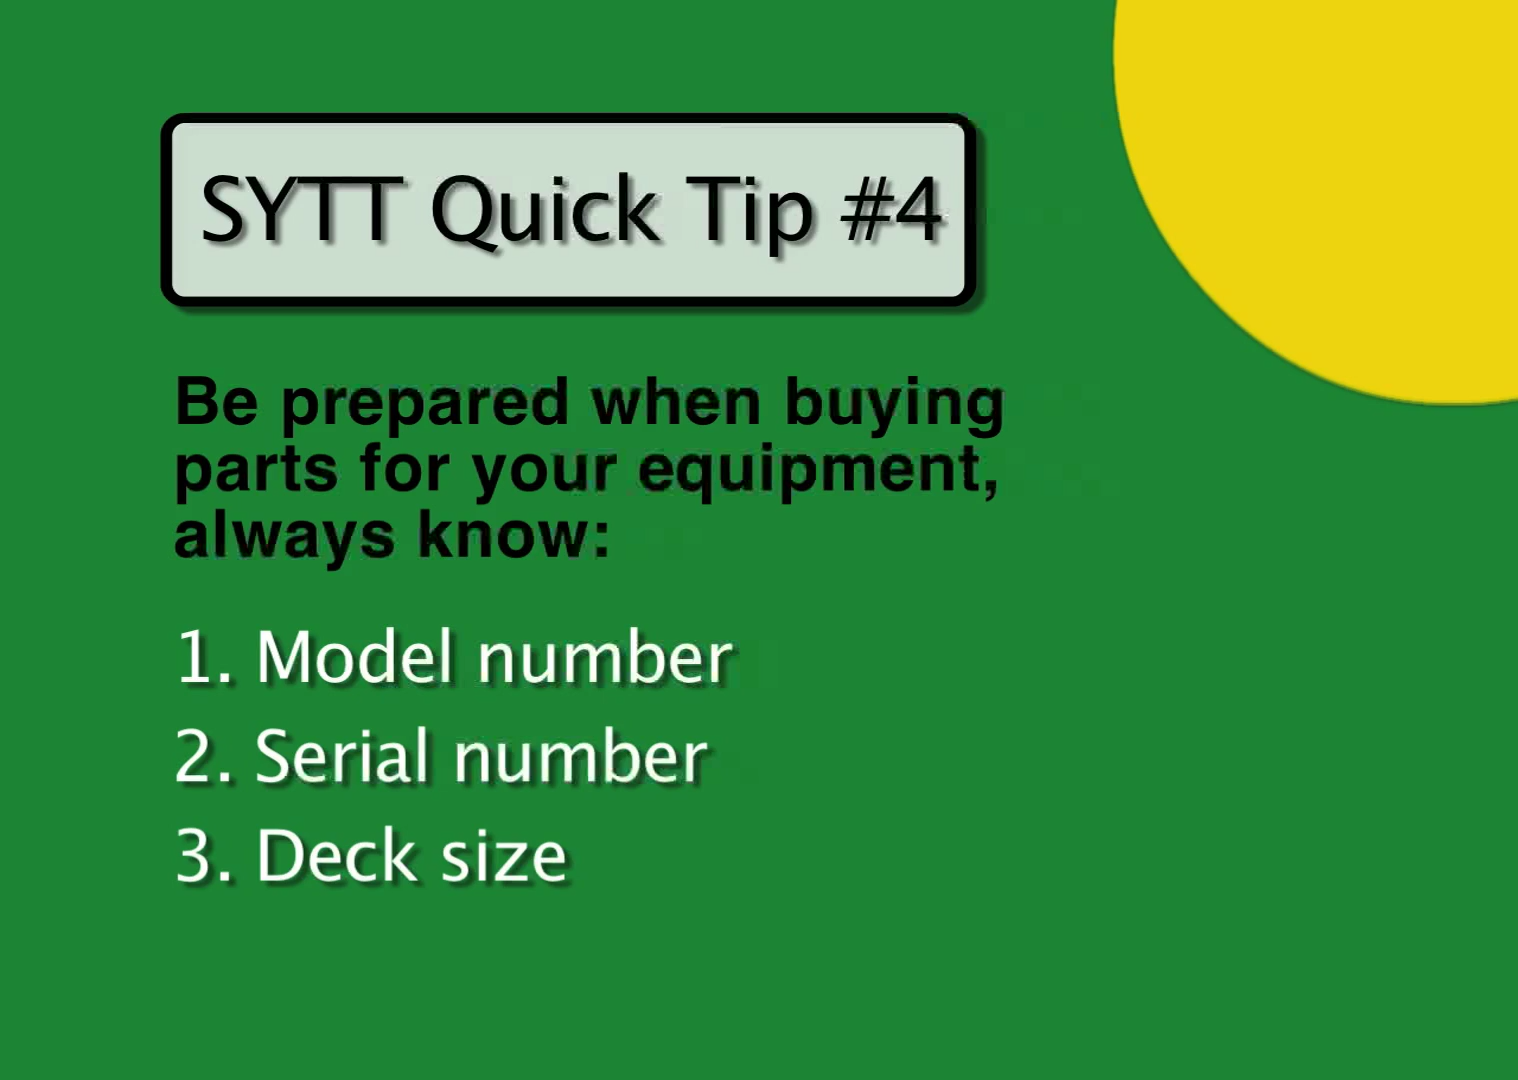 SYTT Quick Tip #4
Be prepared when buying
parts for your equipment,
always know:
1. Model number
2. Serial number
3. Deck size